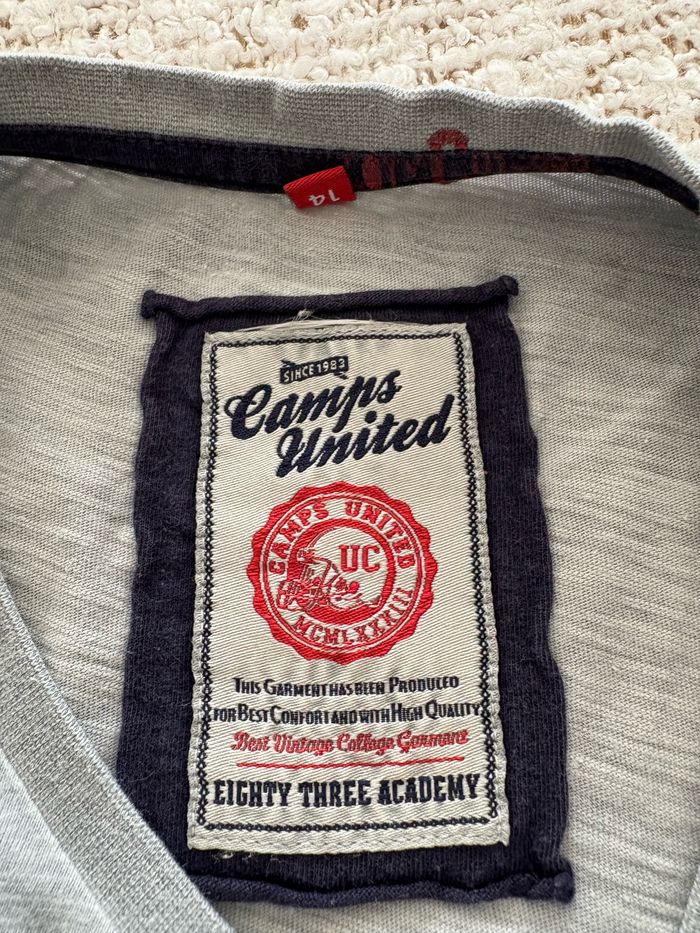 14
SINCE 1983
Camps
United
CAMPS UNITED
UC
MCMLXXXIII
THIS GARMENT HAS BEEN PRODUCED
FOR BEST CONFORT AND WITH HIGH QUALITY
Best Vintage College Garment
EIGHTY THREE ACADEMY